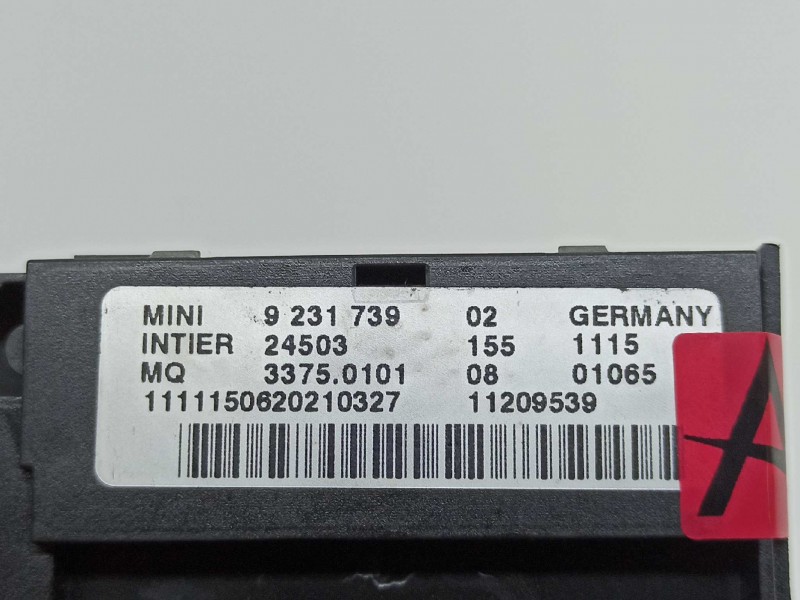 MINI 9 231 739 02 GERMANY
INTIER 24503 155 1115
MQ 3375.0101 08 01065
1111150620210327 11209539
A